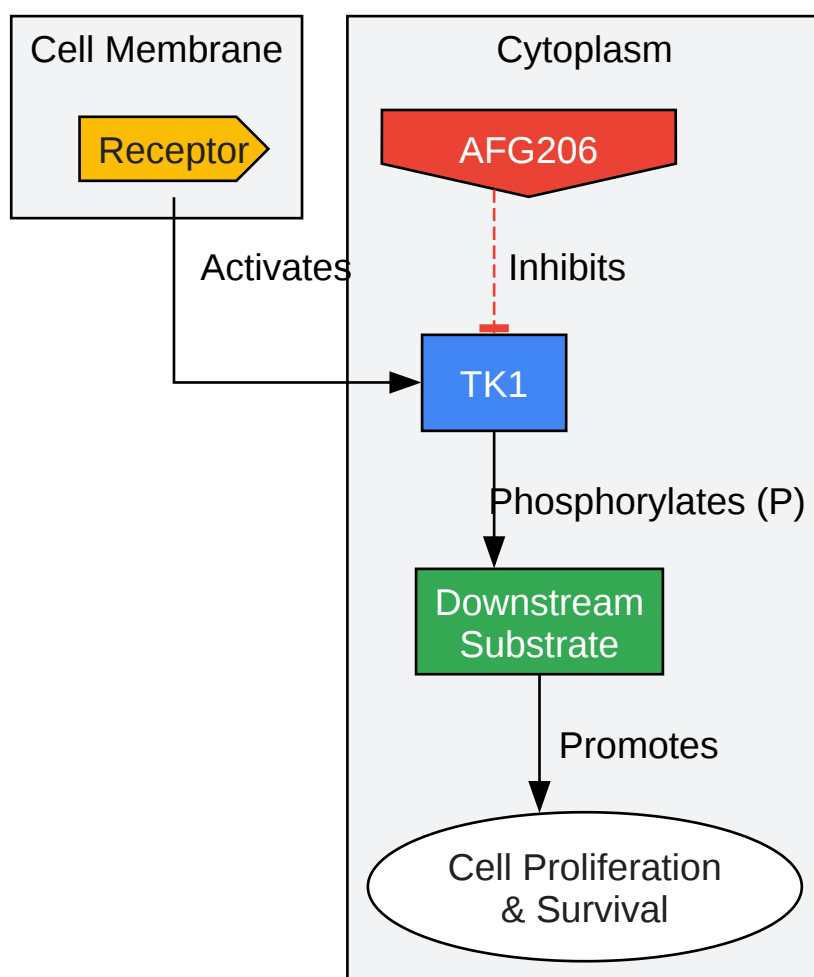 Cell Membrane
Receptor
Cytoplasm
AFG206
Activates
Inhibits
TK1
Phosphorylates (P)
Downstream
Substrate
Promotes
Cell Proliferation
& Survival